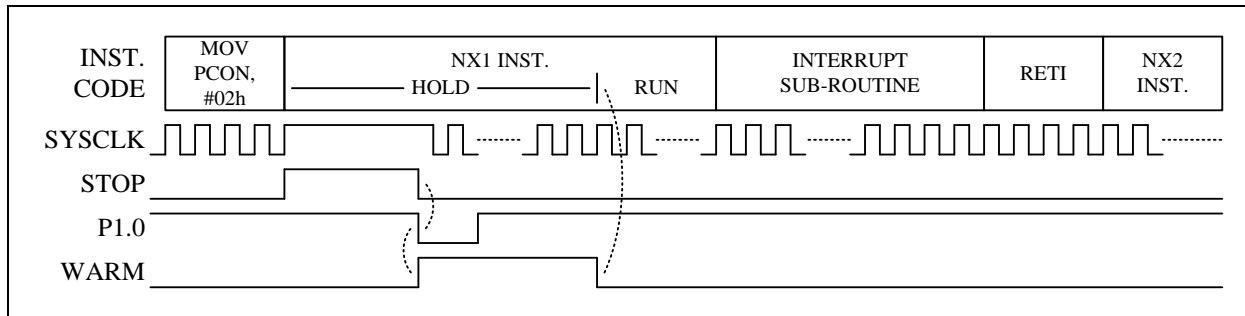 INST.
CODE
MOV
PCON,
#02h
NX1 INST.
HOLD
RUN
INTERRUPT
SUB-ROUTINE
RETI
NX2
INST.
SYSCLK
STOP
P1.0
WARM